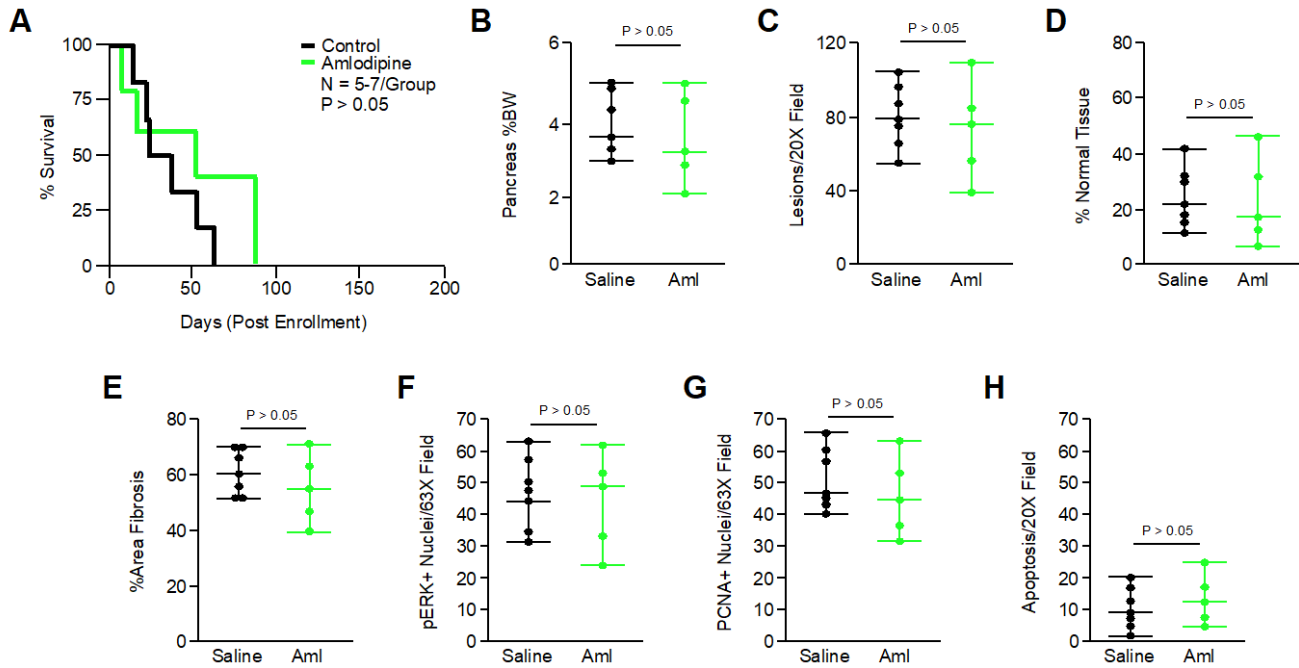 A
100
75
50
25
0
% Survival
0
50
100
150
200
Days (Post Enrollment)
Control
Amlodipine
N = 5-7/Group
P > 0.05
B
P > 0.05
6
4
2
0
Pancreas %BW
Saline
Aml
C
P > 0.05
120
80
40
0
Lesions/20X Field
Saline
Aml
D
P > 0.05
80
60
40
20
0
% Normal Tissue
Saline
Aml
E
P > 0.05
80
60
40
60
0
%Area Fibrosis
Saline
Aml
F
P > 0.05
70
60
50
40
30
20
10
0
pERK+ Nuclei/63X Field
Saline
Aml
G
P > 0.05
70
60
50
40
30
20
10
0
PCNA+ Nuclei/63X Field
Saline
Aml
H
P > 0.05
70
60
50
40
30
20
10
0
Apoptosis/20X Field
Saline
Aml